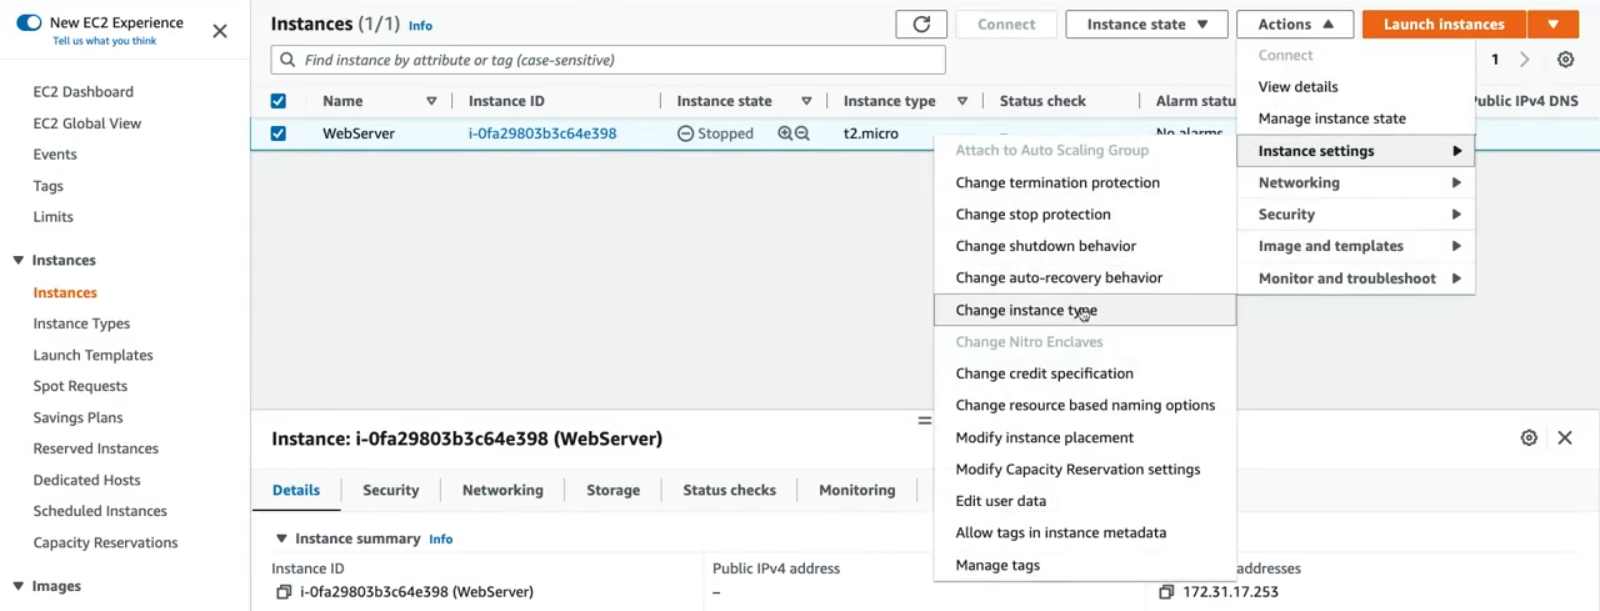 New EC2 Experience
Tell us what you think
EC2 Dashboard
EC2 Global View
Events
Tags
Limits
Instances
Instances
Instance Types
Launch Templates
Spot Requests
Savings Plans
Reserved Instances
Dedicated Hosts
Scheduled Instances
Capacity Reservations
Images
Instances (1/1) Info
Connect
Instance state
Actions
Launch instances
Find instance by attribute or tag (case-sensitive)
1
Name Instance ID Instance state Instance type Status check Alarm statu Public IPv4 DNS
WebServer i-0fa29803b3c64e398 Stopped t2.micro – No alarms
Connect
View details
Manage instance state
Instance settings
Networking
Security
Image and templates
Monitor and troubleshoot
Attach to Auto Scaling Group
Change termination protection
Change stop protection
Change shutdown behavior
Change auto-recovery behavior
Change instance type
Change Nitro Enclaves
Change credit specification
Change resource based naming options
Modify instance placement
Modify Capacity Reservation settings
Edit user data
Allow tags in instance metadata
Manage tags
Instance: i-0fa29803b3c64e398 (WebServer)
Details Security Networking Storage Status checks Monitoring
Instance summary Info
Instance ID
i-0fa29803b3c64e398 (WebServer)
Public IPv4 address
–
addresses
172.31.17.253